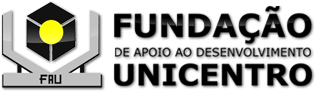 FAU
FUNDAÇÃO
DE APOIO AO DESENVOLVIMENTO
UNICENTRO